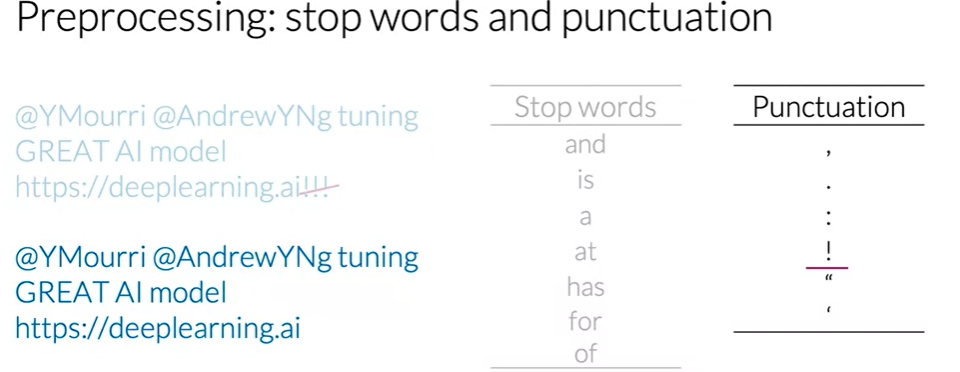 Preprocessing: stop words and punctuation
@YMourri @AndrewYNg tuning
GREAT AI model
https://deeplearning.ai!!!
@YMourri @AndrewYNg tuning
GREAT AI model
https://deeplearning.ai
Stop words
and
is
a
at
has
for
of
Punctuation
,
.
:
!
“
‘